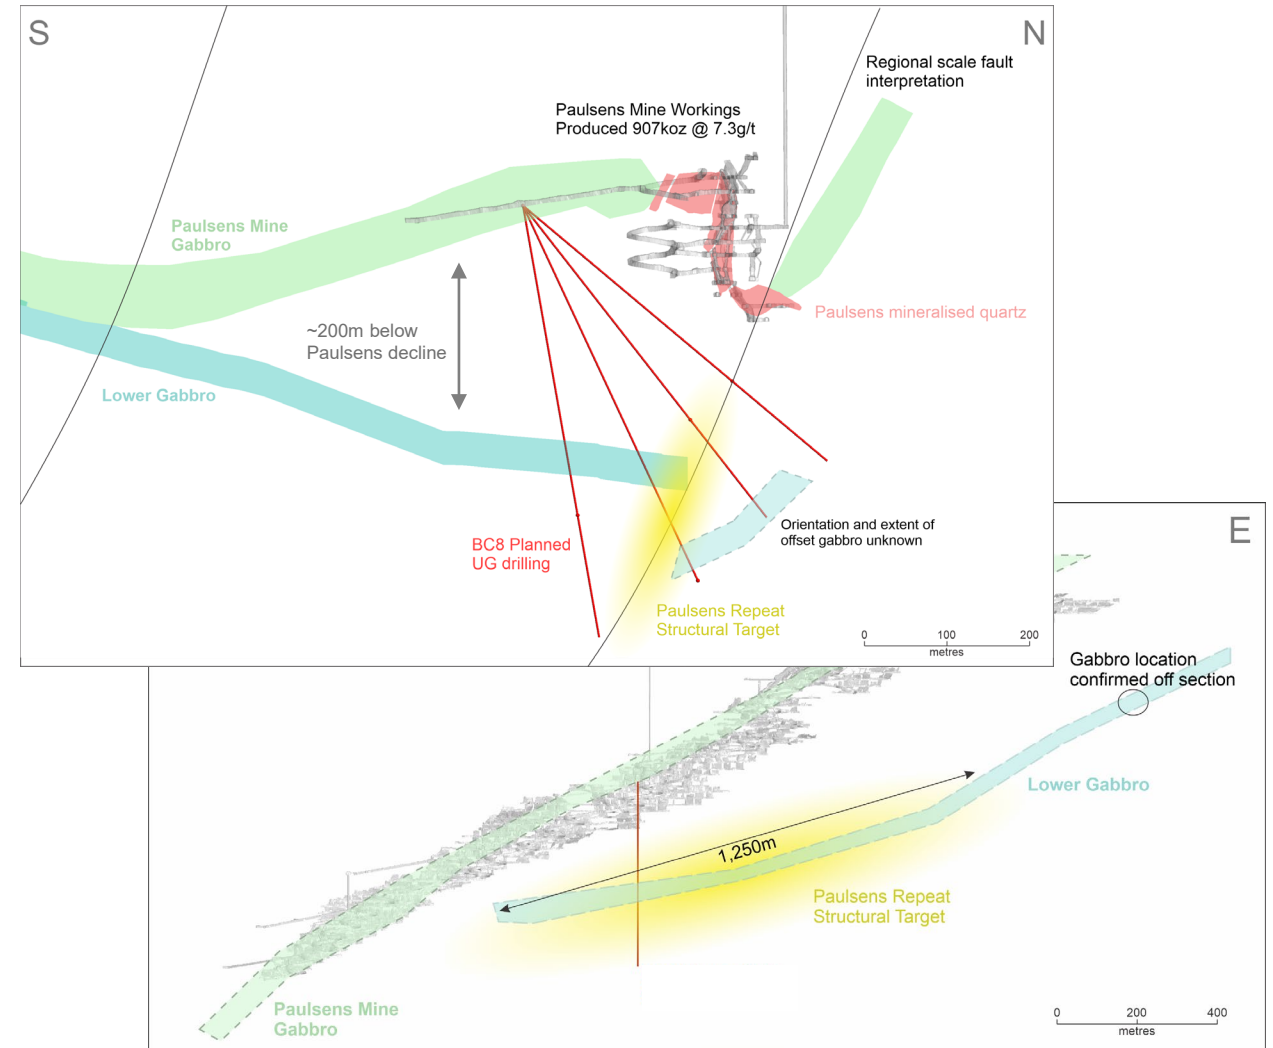 S
N
Regional scale fault
interpretation
Paulsens Mine Workings
Produced 907koz @ 7.3g/t
Paulsens Mine
Gabbro
Paulsens mineralised quartz
~200m below
Paulsens decline
Lower Gabbro
Orientation and extent of
offset gabbro unknown
BC8 Planned
UG drilling
Paulsens Repeat
Structural Target
0 100 200
metres
E
Gabbro location
confirmed off section
Lower Gabbro
1,250m
Paulsens Repeat
Structural Target
Paulsens Mine
Gabbro
0 200 400
metres